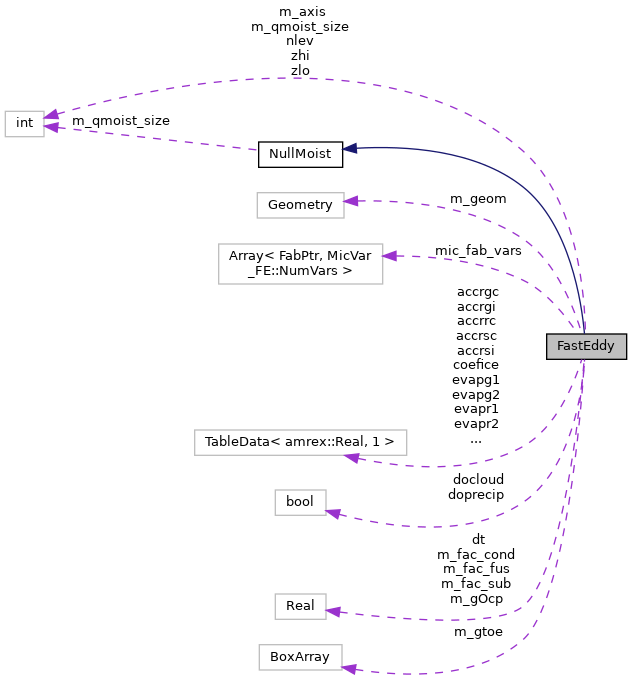 m_axis
m_qmoist_size
nlev
zhi
zlo
int
m_qmoist_size
NullMoist
m_geom
Geometry
mic_fab_vars
Array< FabPtr, MicVar
_FE::NumVars >
accrgc
accrgi
accrrc
accrsc
accrsi
coefice
evapg1
evapg2
evapr1
evapr2
...
FastEddy
TableData< amrex::Real, 1 >
docloud
doprecip
bool
dt
m_fac_cond
m_fac_fus
m_fac_sub
m_gOcp
Real
m_gtoe
BoxArray